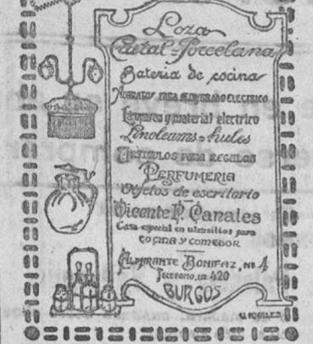 Loza
Cristal-Porcelana
Batería de cocina
Aparatos para alumbrado eléctrico
Lámparas y material eléctrico
Linoleums-hules
Artículos para regalos
PERFUMERIA
Objetos de escritorio
Vicente P. Canales
Casa especial en utensilios para
cocina y comedor
Almirante Bonifaz, nº 4
Teléfono, nº 420
BURGOS